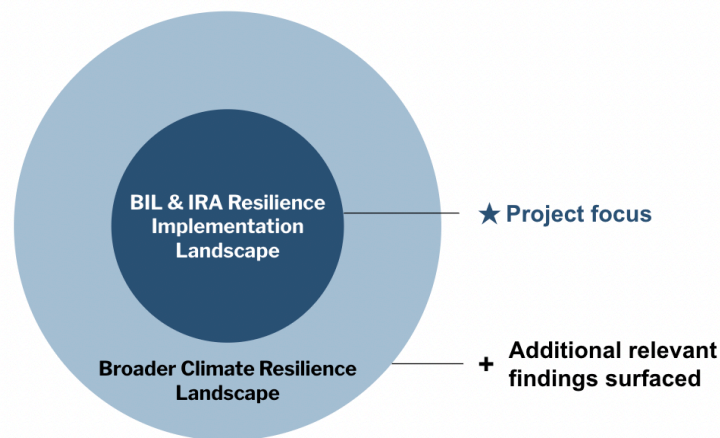 BIL & IRA Resilience
Implementation
Landscape
★ Project focus
Broader Climate Resilience
Landscape
+ Additional relevant
findings surfaced